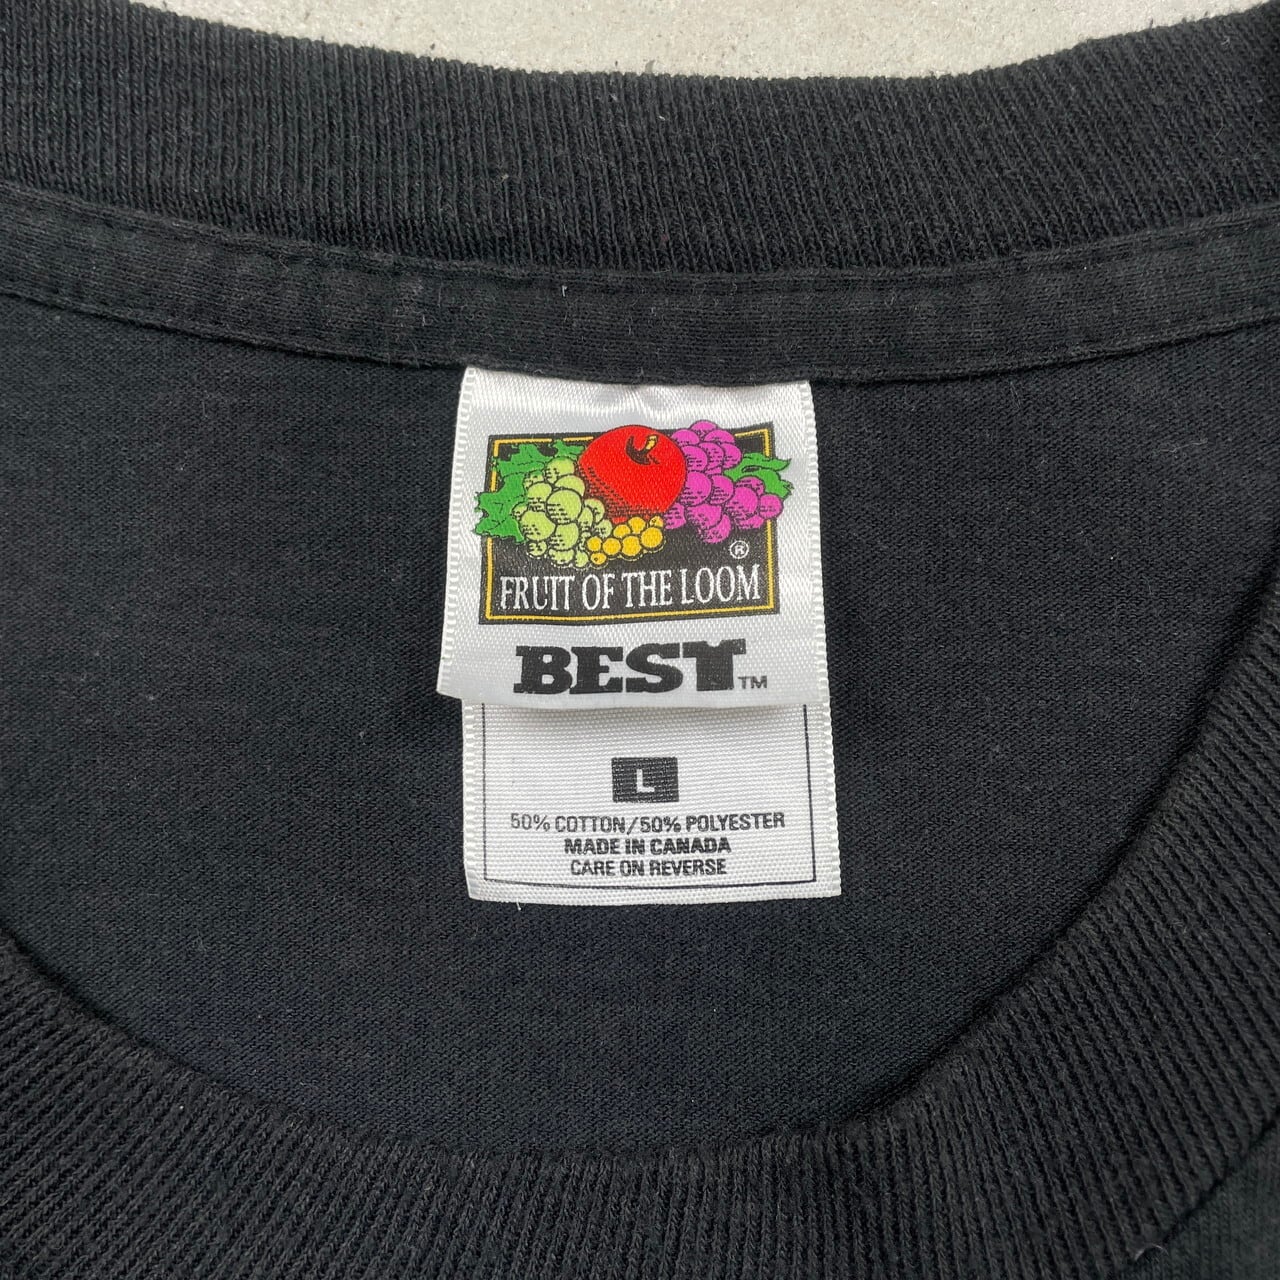 ®
FRUIT OF THE LOOM
BEST™
L
50% COTTON/50% POLYESTER
MADE IN CANADA
CARE ON REVERSE